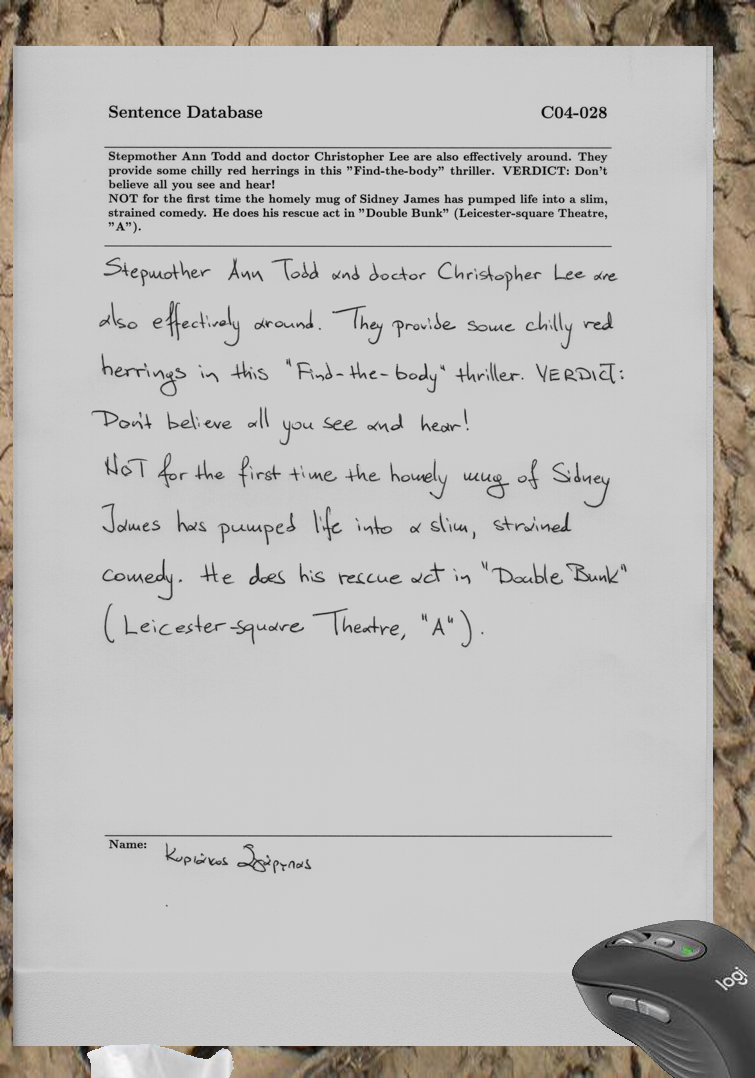 Sentence Database C04-028
Stepmother Ann Todd and doctor Christopher Lee are also effectively around. They
provide some chilly red herrings in this "Find-the-body" thriller. VERDICT: Don't
believe all you see and hear!
NOT for the first time the homely mug of Sidney James has pumped life into a slim,
strained comedy. He does his rescue act in "Double Bunk" (Leicester-square Theatre,
"A").
Stepmother Ann Todd and doctor Christopher Lee are
also effectively around. They provide some chilly red
herrings in this "Find-the-body" thriller. VERDICT:
Don't believe all you see and hear!
NOT for the first time the homely mug of Sidney
James has pumped life into a slim, strained
comedy. He does his rescue act in "Double Bunk"
(Leicester-square Theatre, "A").
Name: Κυριάκος
logi